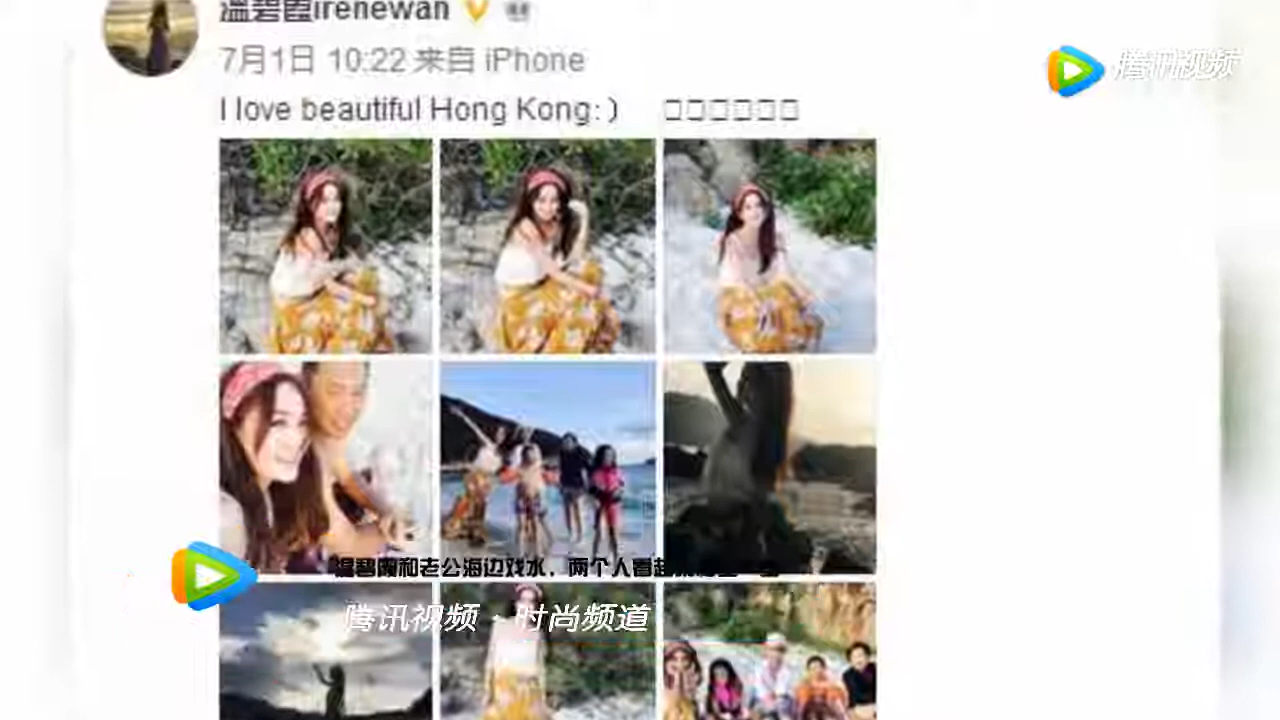 温碧霞irenewan
7月1日 10:22 来自 iPhone
腾讯视频
I love beautiful Hong Kong: )
温碧霞和老公海边戏水，两个人看起
腾讯视频 - 时尚频道